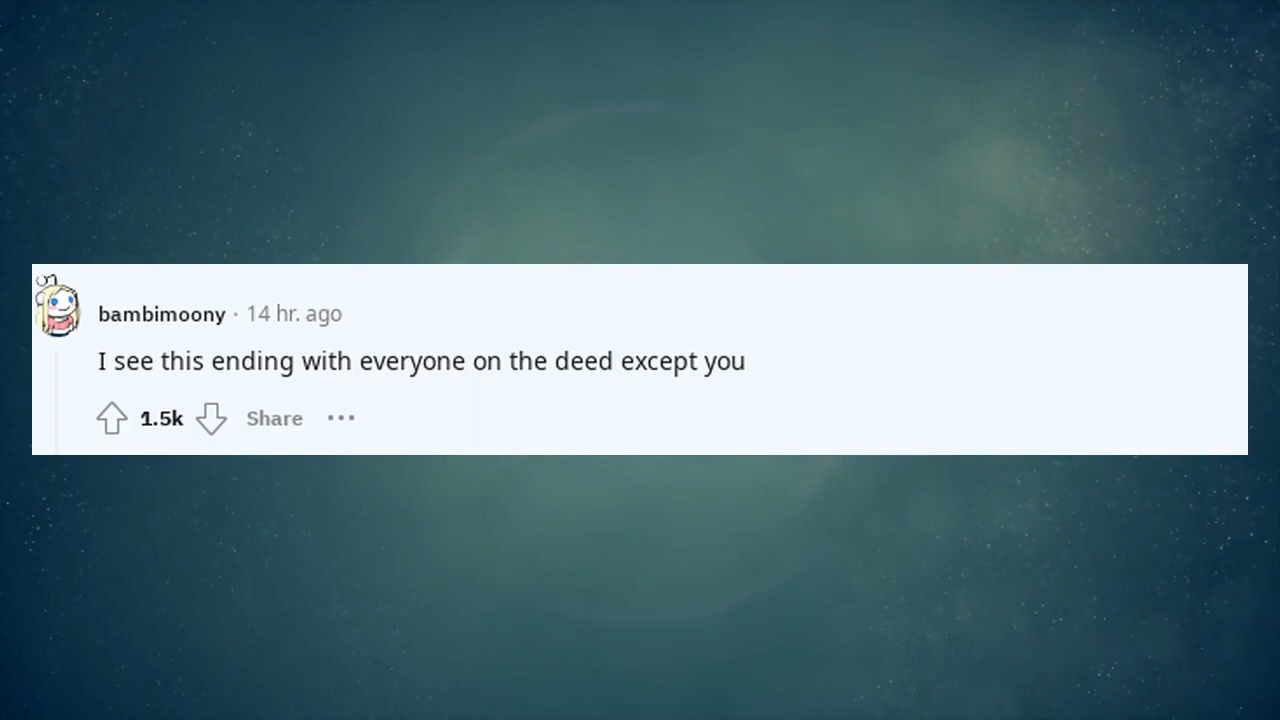 bambimoony · 14 hr. ago
I see this ending with everyone on the deed except you
1.5k Share ···